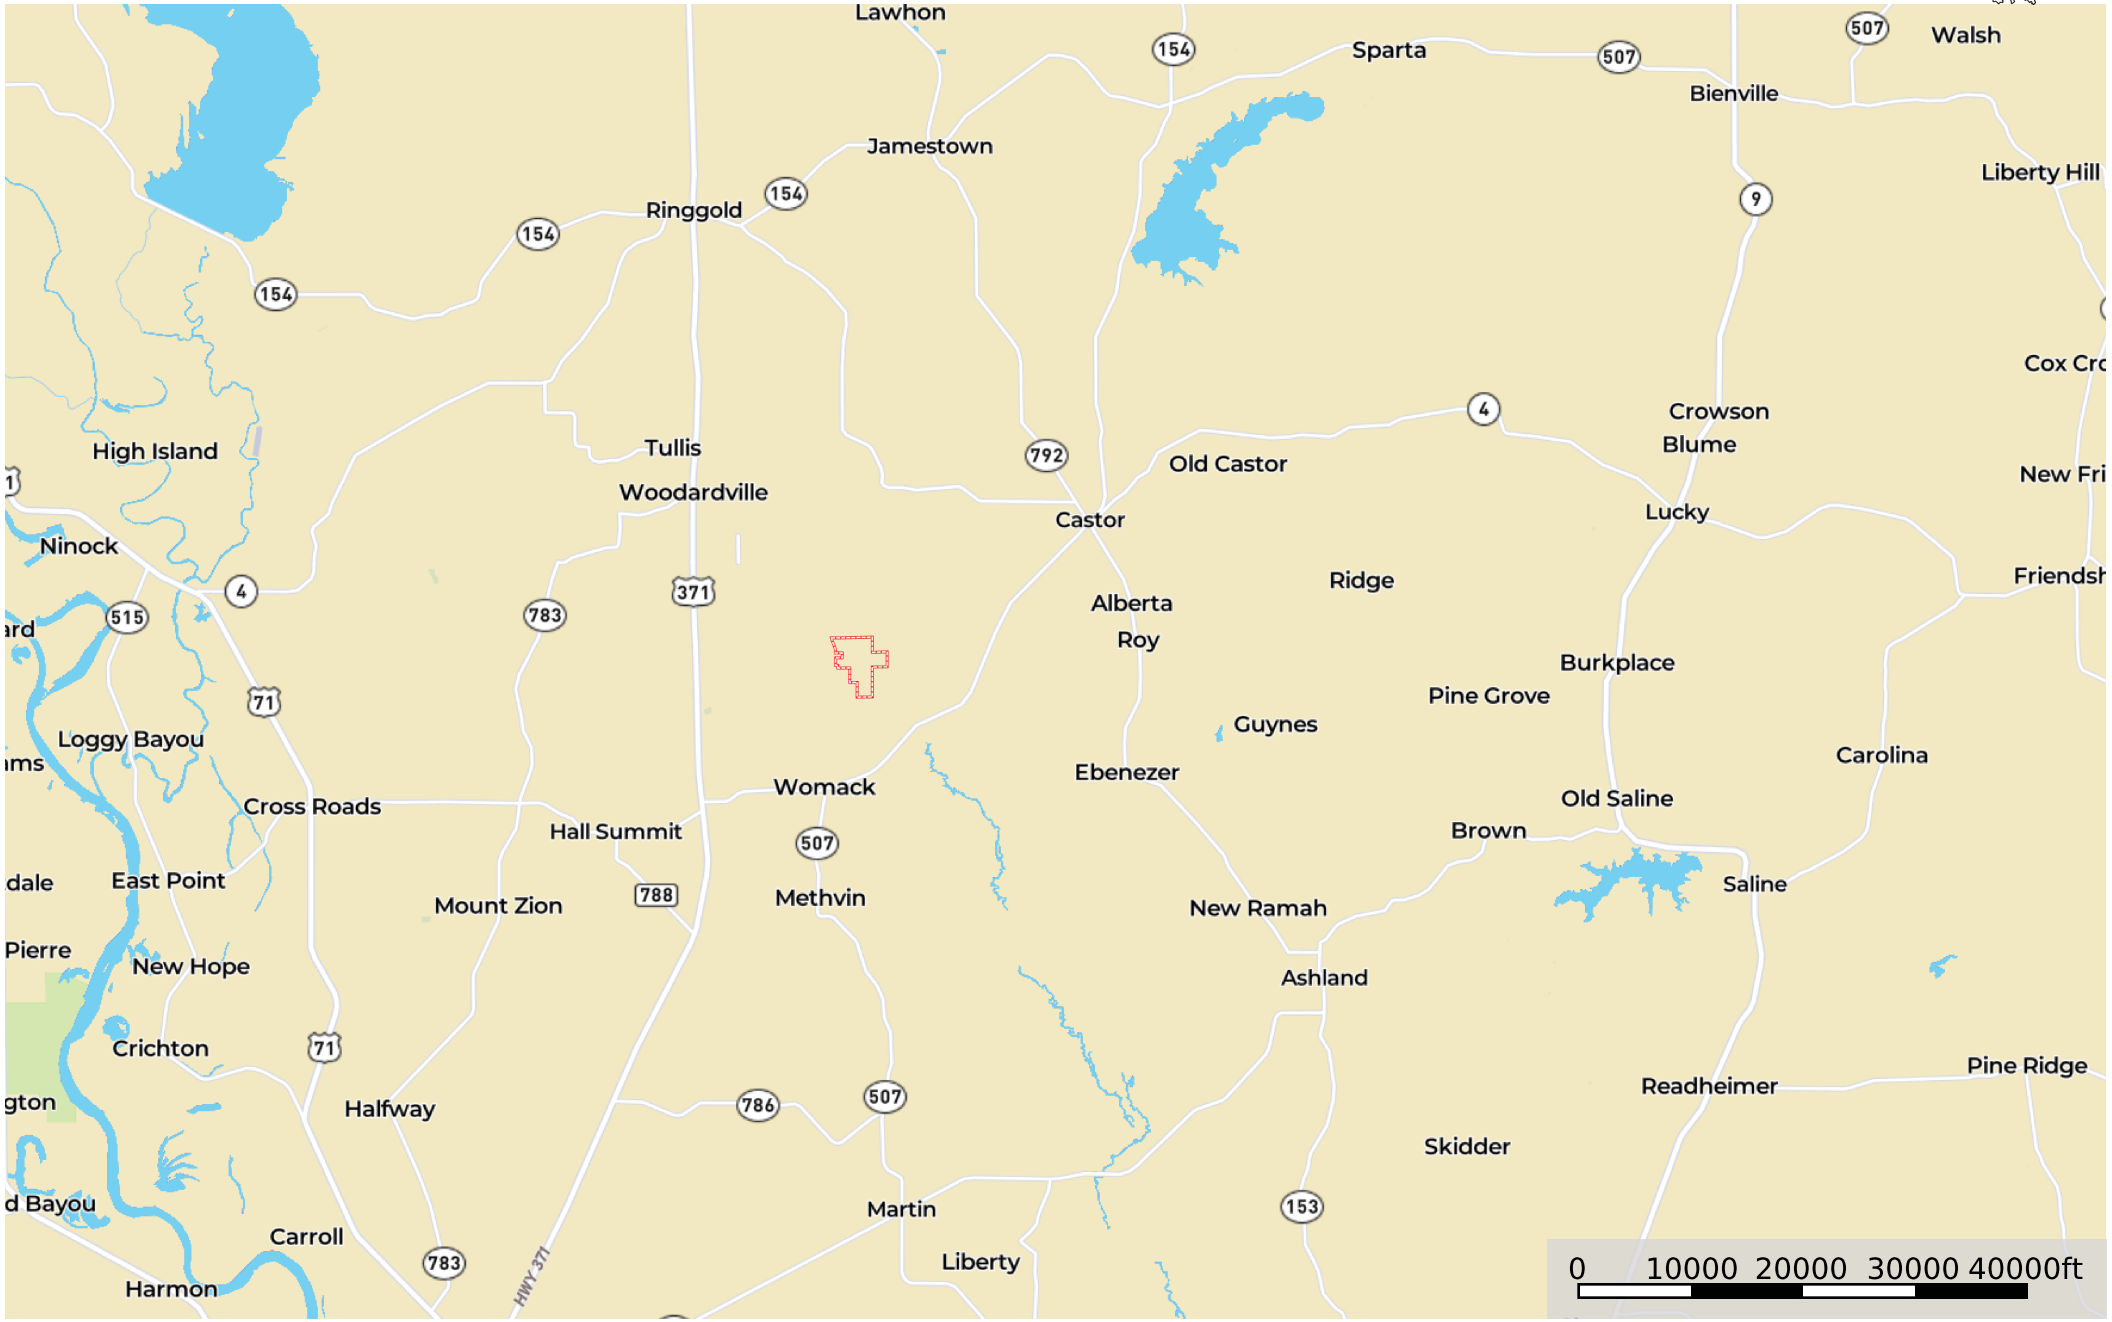 Lawhon
507
Walsh
154
Sparta
507
Bienville
Jamestown
Liberty Hill
154
9
Ringgold
154
154
Cox Cro
4
Crowson
Blume
High Island
Tullis
792
Old Castor
New Fri
1
Woodardville
Lucky
Castor
Ninock
Ridge
Friendsh
4
371
515
783
Alberta
ard
Roy
Burkplace
71
Pine Grove
Guynes
Loggy Bayou
Carolina
ms
Ebenezer
Womack
Old Saline
Cross Roads
Hall Summit
Brown
507
dale
East Point
Saline
788
Methvin
Mount Zion
New Ramah
Pierre
New Hope
Ashland
Crichton
71
Pine Ridge
Readheimer
gton
Halfway
786
507
Skidder
d Bayou
Martin
153
Carroll
Liberty
783
HWY 371
Harmon
0 10000 20000 30000 40000ft